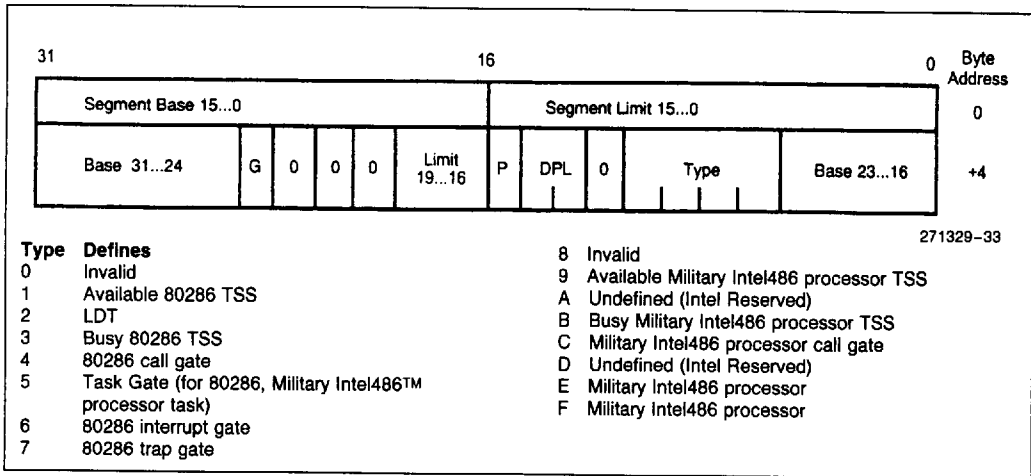 31 16 0 Byte Address
Segment Base 15...0 Segment Limit 15...0 0
Base 31...24 G 0 0 0 Limit 19...16 P DPL 0 Type Base 23...16 +4
271329–33
Type Defines
0 Invalid
1 Available 80286 TSS
2 LDT
3 Busy 80286 TSS
4 80286 call gate
5 Task Gate (for 80286, Military Intel486™
processor task)
6 80286 interrupt gate
7 80286 trap gate
8 Invalid
9 Available Military Intel486 processor TSS
A Undefined (Intel Reserved)
B Busy Military Intel486 processor TSS
C Military Intel486 processor call gate
D Undefined (Intel Reserved)
E Military Intel486 processor
F Military Intel486 processor